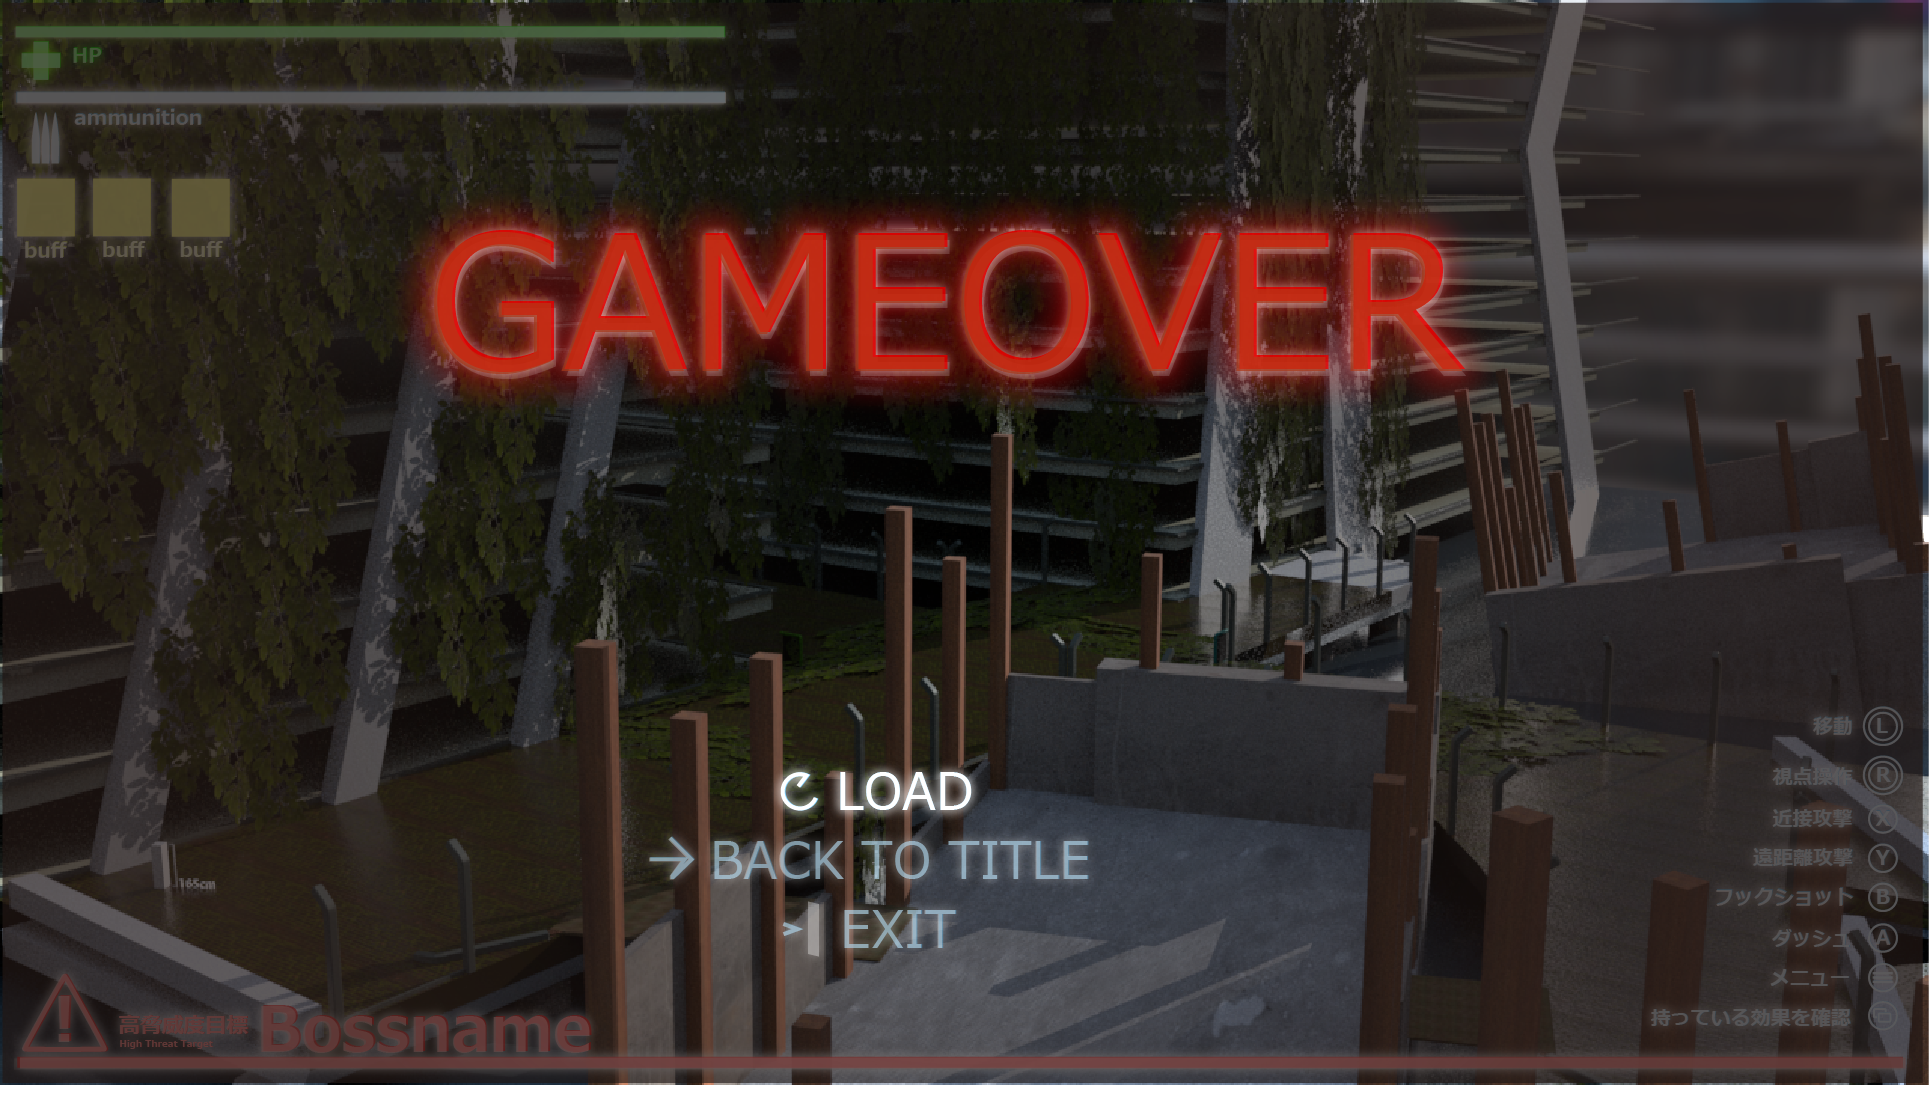 HP
ammunition
buff buff buff
GAMEOVER
LOAD
BACK TO TITLE
EXIT
165cm
移動 L
視点操作 R
近接攻撃 X
遠距離攻撃 Y
フックショット B
ダッシュ A
メニュー
持っている効果を確認
高脅威度目標
High Threat Target
Bossname